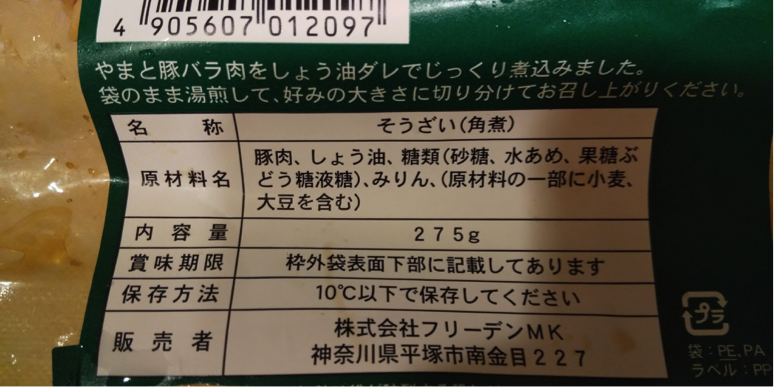 4 905607 012097
やまと豚バラ肉をしょう油ダレでじっくり煮込みました。
袋のまま湯煎して、好みの大きさに切り分けてお召し上がりください。
名称 そうざい(角煮)
原材料名 豚肉、しょう油、糖類(砂糖、水あめ、果糖ぶ
どう糖液糖)、みりん、(原材料の一部に小麦、
大豆を含む)
内容量 275g
賞味期限 枠外袋表面下部に記載してあります
保存方法 10℃以下で保存してください
販売者 株式会社フリーデンMK
神奈川県平塚市南金目227
プラ
袋:PE、PA
ラベル:PP